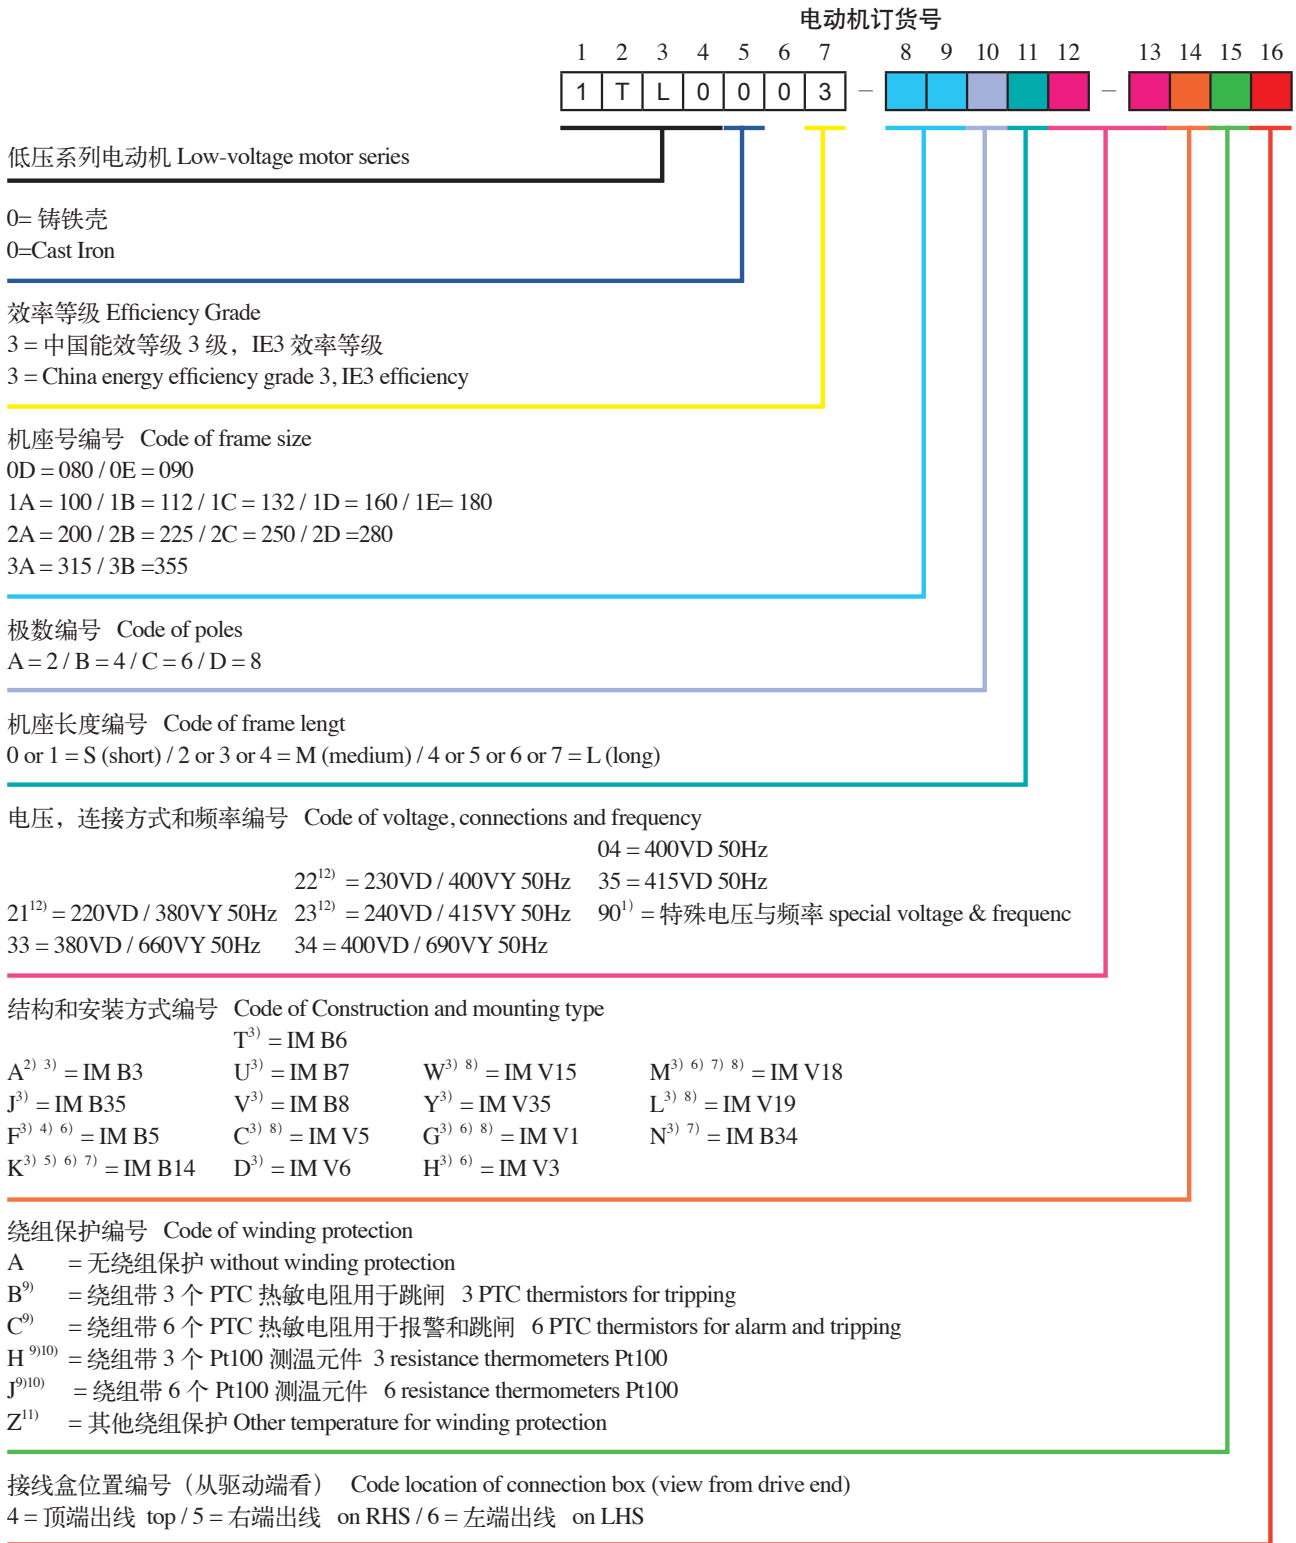 电动机订货号
1 2 3 4 5 6 7 8 9 10 11 12 13 14 15 16
1 T L 0 0 0 3 – –
低压系列电动机 Low-voltage motor series
0= 铸铁壳
0=Cast Iron
效率等级 Efficiency Grade
3 = 中国能效等级 3 级，IE3 效率等级
3 = China energy efficiency grade 3, IE3 efficiency
机座号编号 Code of frame size
0D = 080 / 0E = 090
1A = 100 / 1B = 112 / 1C = 132 / 1D = 160 / 1E= 180
2A = 200 / 2B = 225 / 2C = 250 / 2D =280
3A = 315 / 3B =355
极数编号 Code of poles
A = 2 / B = 4 / C = 6 / D = 8
机座长度编号 Code of frame lengt
0 or 1 = S (short) / 2 or 3 or 4 = M (medium) / 4 or 5 or 6 or 7 = L (long)
电压，连接方式和频率编号 Code of voltage, connections and frequency
04 = 400VD 50Hz
22¹²⁾ = 230VD / 400VY 50Hz 35 = 415VD 50Hz
21¹²⁾ = 220VD / 380VY 50Hz 23¹²⁾ = 240VD / 415VY 50Hz 90¹⁾ = 特殊电压与频率 special voltage & frequenc
33 = 380VD / 660VY 50Hz 34 = 400VD / 690VY 50Hz
结构和安装方式编号 Code of Construction and mounting type
T³⁾ = IM B6
A²⁾ ³⁾ = IM B3 U³⁾ = IM B7 W³⁾ ⁸⁾ = IM V15 M³⁾ ⁶⁾ ⁷⁾ ⁸⁾ = IM V18
J³⁾ = IM B35 V³⁾ = IM B8 Y³⁾ = IM V35 L³⁾ ⁸⁾ = IM V19
F³⁾ ⁴⁾ ⁶⁾ = IM B5 C³⁾ ⁸⁾ = IM V5 G³⁾ ⁶⁾ ⁸⁾ = IM V1 N³⁾ ⁷⁾ = IM B34
K³⁾ ⁵⁾ ⁶⁾ ⁷⁾ = IM B14 D³⁾ = IM V6 H³⁾ ⁶⁾ = IM V3
绕组保护编号 Code of winding protection
A = 无绕组保护 without winding protection
B⁹⁾ = 绕组带 3 个 PTC 热敏电阻用于跳闸 3 PTC thermistors for tripping
C⁹⁾ = 绕组带 6 个 PTC 热敏电阻用于报警和跳闸 6 PTC thermistors for alarm and tripping
H ⁹⁾¹⁰⁾ = 绕组带 3 个 Pt100 测温元件 3 resistance thermometers Pt100
J⁹⁾¹⁰⁾ = 绕组带 6 个 Pt100 测温元件 6 resistance thermometers Pt100
Z¹¹⁾ = 其他绕组保护 Other temperature for winding protection
接线盒位置编号（从驱动端看） Code location of connection box (view from drive end)
4 = 顶端出线 top / 5 = 右端出线 on RHS / 6 = 左端出线 on LHS